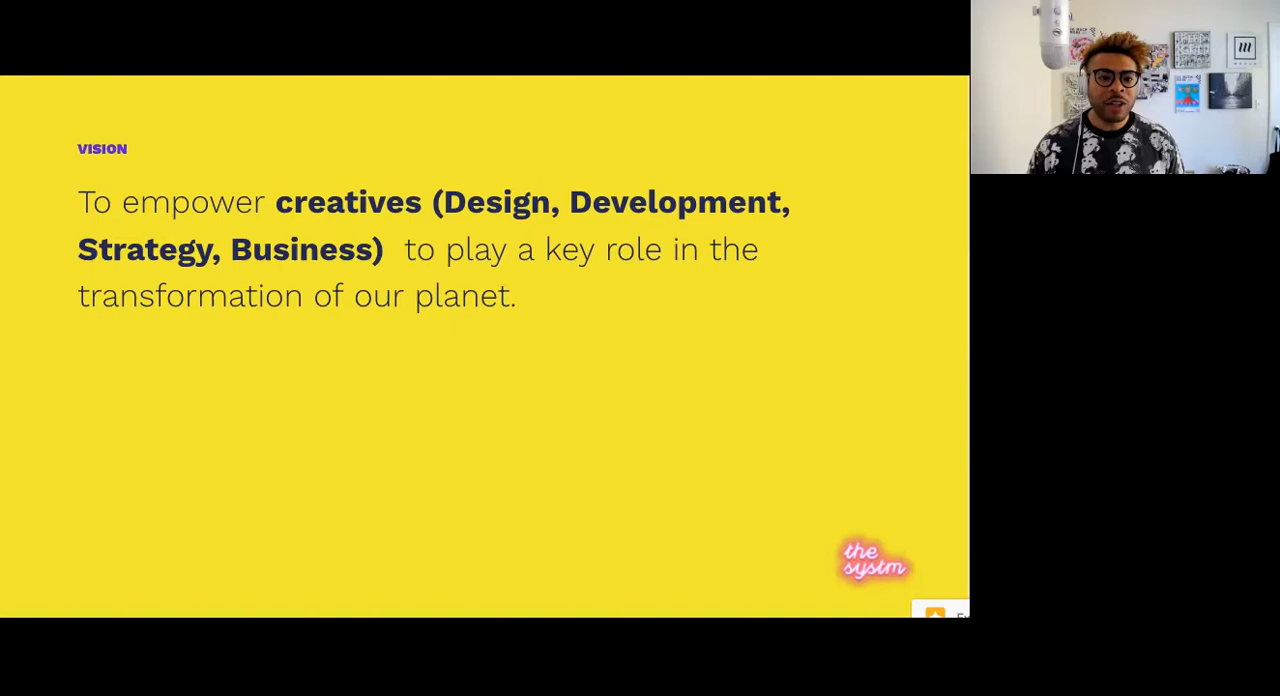 VISION
To empower creatives (Design, Development,
Strategy, Business) to play a key role in the
transformation of our planet.
the
systm